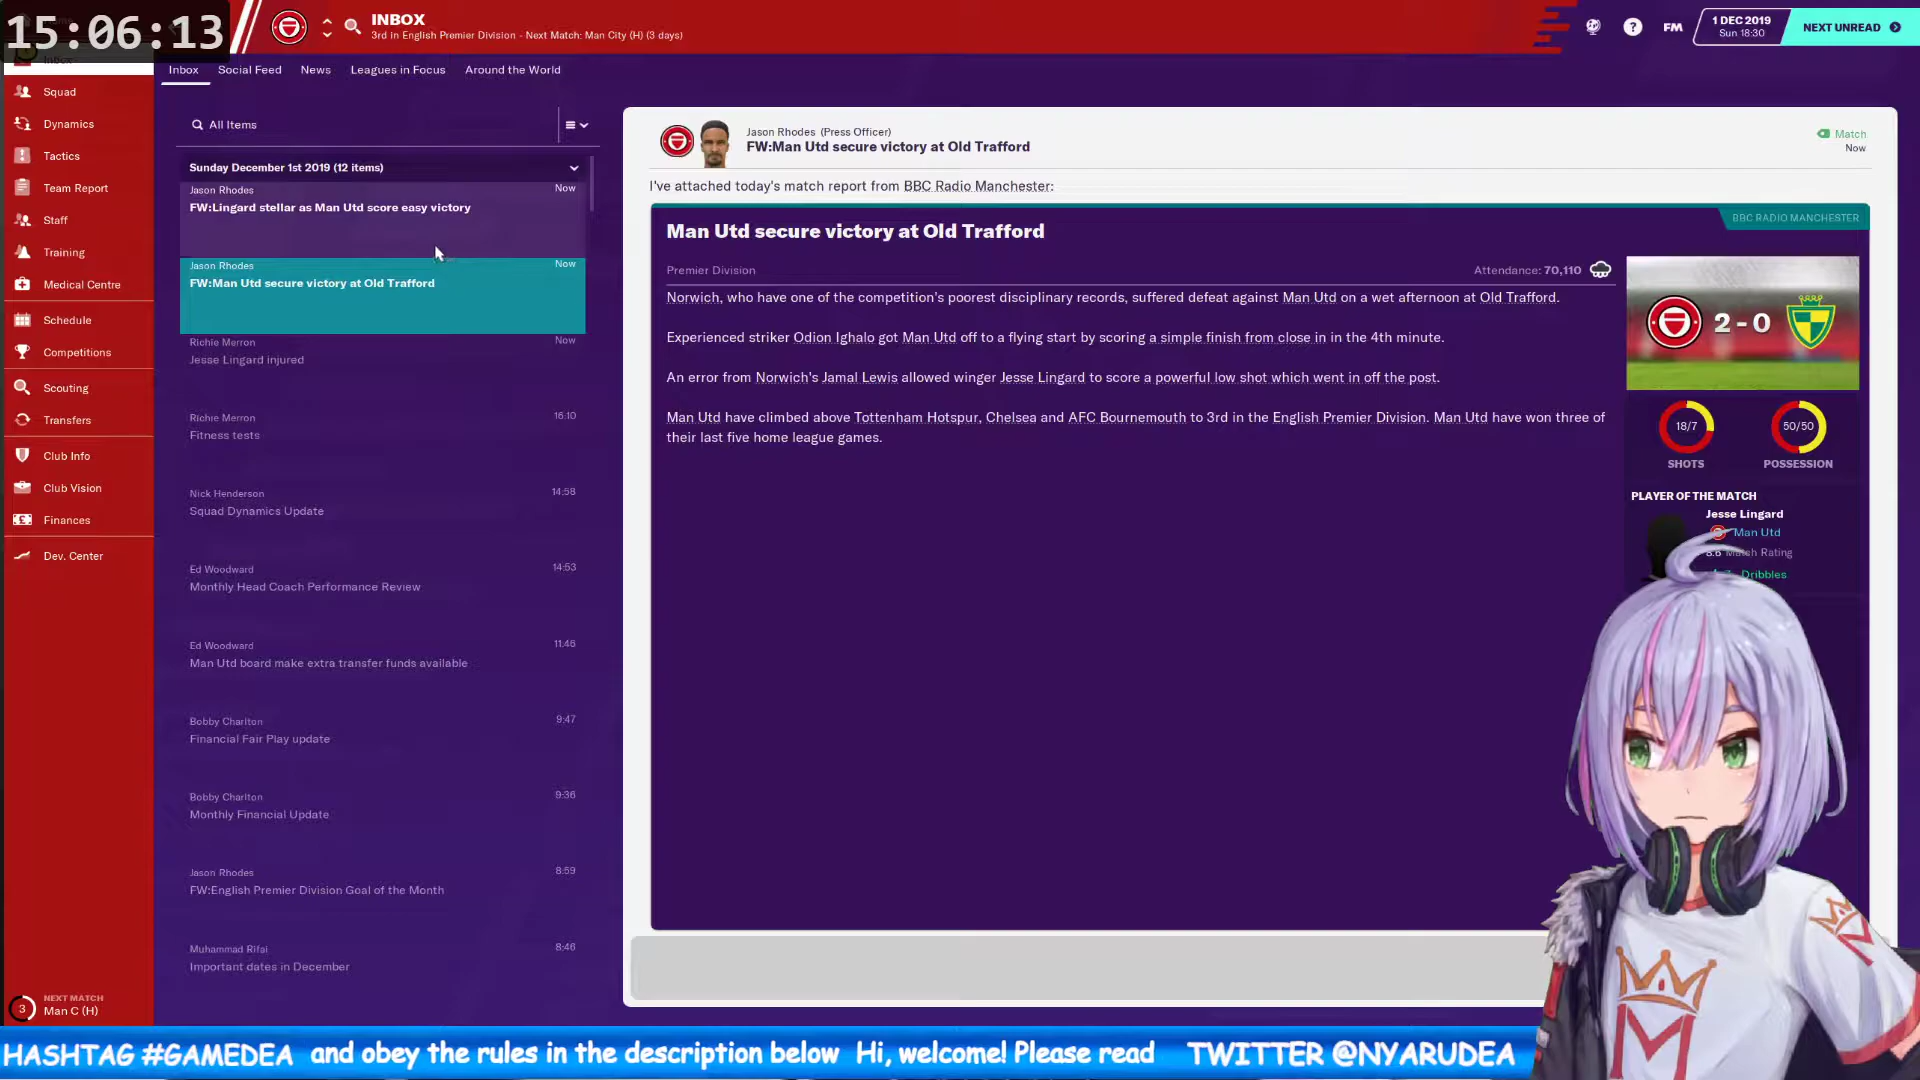 15:06:13
INBOX
3rd in English Premier Division - Next Match: Man City (H) (3 days)
FM
1 DEC 2019
Sun 18:30
NEXT UNREAD
Inbox
Squad
Dynamics
Tactics
Team Report
Staff
Training
Medical Centre
Schedule
Competitions
Scouting
Transfers
Club Info
Club Vision
Finances
Dev. Center
3
NEXT MATCH
Man C (H)
Inbox Social Feed News Leagues in Focus Around the World
All Items
Sunday December 1st 2019 (12 items)
Jason Rhodes Now
FW:Lingard stellar as Man Utd score easy victory
Jason Rhodes Now
FW:Man Utd secure victory at Old Trafford
Richie Merron Now
Jesse Lingard injured
Richie Merron 16:10
Fitness tests
Nick Henderson 14:58
Squad Dynamics Update
Ed Woodward 14:53
Monthly Head Coach Performance Review
Ed Woodward 11:46
Man Utd board make extra transfer funds available
Bobby Charlton 9:47
Financial Fair Play update
Bobby Charlton 9:36
Monthly Financial Update
Jason Rhodes 8:59
FW:English Premier Division Goal of the Month
Muhammad Rifai 8:46
Important dates in December
Jason Rhodes (Press Officer)
FW:Man Utd secure victory at Old Trafford
Match
Now
I've attached today's match report from BBC Radio Manchester:
BBC RADIO MANCHESTER
Man Utd secure victory at Old Trafford
Premier Division Attendance: 70,110
Norwich, who have one of the competition's poorest disciplinary records, suffered defeat against Man Utd on a wet afternoon at Old Trafford.
Experienced striker Odion Ighalo got Man Utd off to a flying start by scoring a simple finish from close in in the 4th minute.
An error from Norwich's Jamal Lewis allowed winger Jesse Lingard to score a powerful low shot which went in off the post.
Man Utd have climbed above Tottenham Hotspur, Chelsea and AFC Bournemouth to 3rd in the English Premier Division. Man Utd have won three of
their last five home league games.
2 - 0
18/7 50/50
SHOTS POSSESSION
PLAYER OF THE MATCH
Jesse Lingard
Man Utd
Match Rating
Dribbles
M
HASHTAG #GAMEDEA and obey the rules in the description below Hi, welcome! Please read TWITTER @NYARUDEA